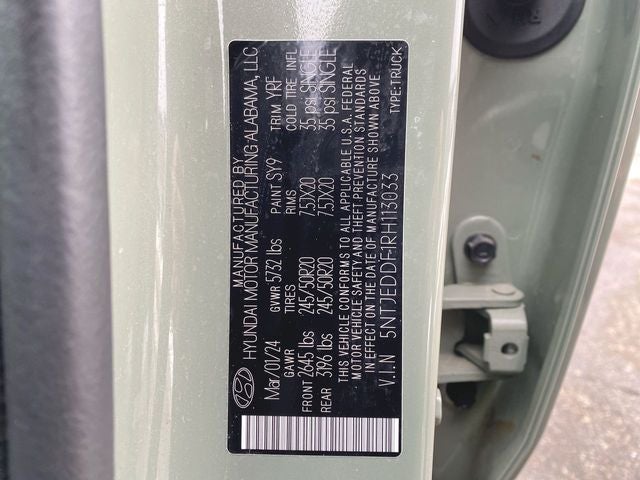 MANUFACTURED BY
HYUNDAI MOTOR MANUFACTURING ALABAMA, LLC
Mar/01/24 GVWR 5732 lbs PAINT SY9 TRIM YRF
GAWR TIRES RIMS COLD TIRE INFL
FRONT 2645 lbs 245/50R20 7.5JX20 35 psi SINGLE
REAR 3196 lbs 245/50R20 7.5JX20 35 psi SINGLE
THIS VEHICLE CONFORMS TO ALL APPLICABLE U.S.A. FEDERAL
MOTOR VEHICLE SAFETY AND THEFT PREVENTION STANDARDS
IN EFFECT ON THE DATE OF MANUFACTURE SHOWN ABOVE
V.I.N 5NTJEDDF1RH113033 TYPE:TRUCK